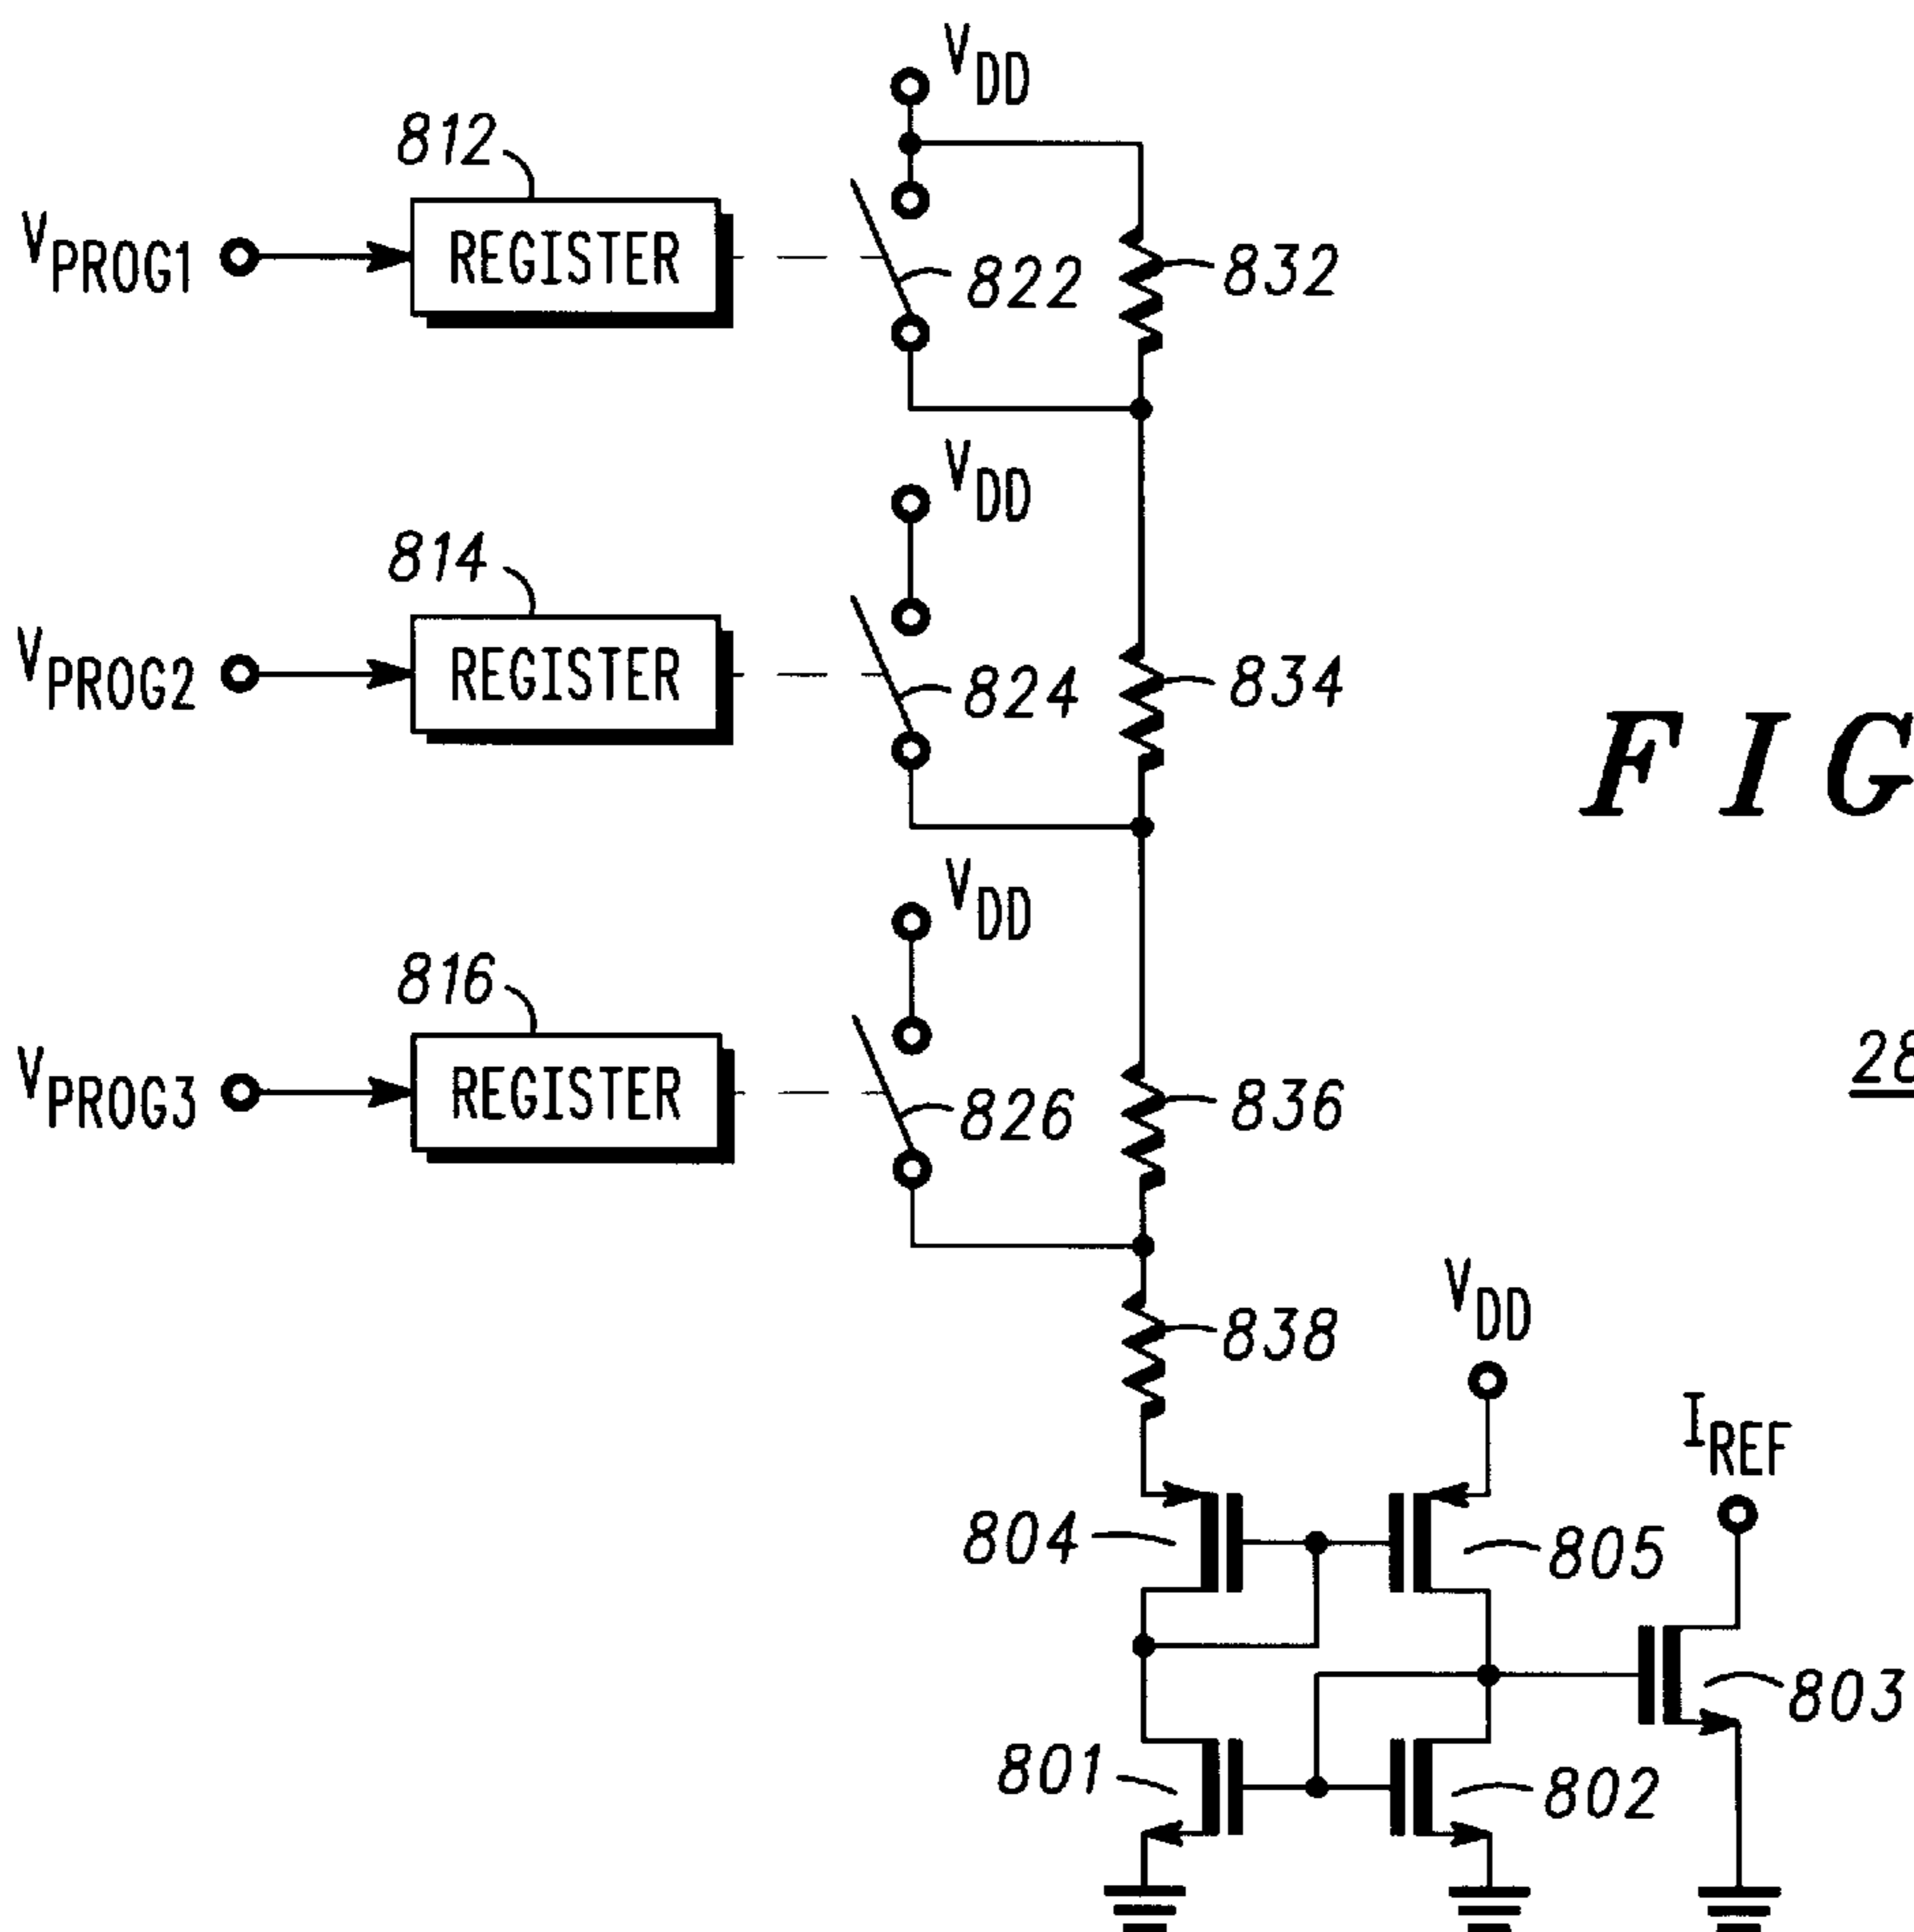 VDD
812
VPROG1
REGISTER
822
832
VDD
814
VPROG2
REGISTER
824
834
FIG
VDD
816
VPROG3
REGISTER
826
836
28
838
VDD
IREF
804
805
803
801
802